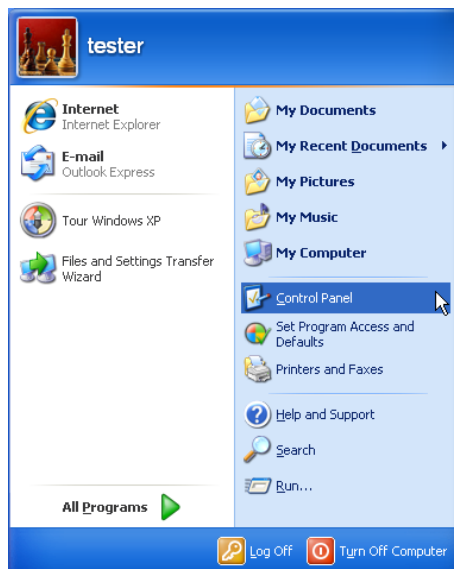 tester
Internet
Internet Explorer
E-mail
Outlook Express
Tour Windows XP
Files and Settings Transfer
Wizard
All Programs
My Documents
My Recent Documents
My Pictures
My Music
My Computer
Control Panel
Set Program Access and
Defaults
Printers and Faxes
Help and Support
Search
Run...
Log Off
Turn Off Computer